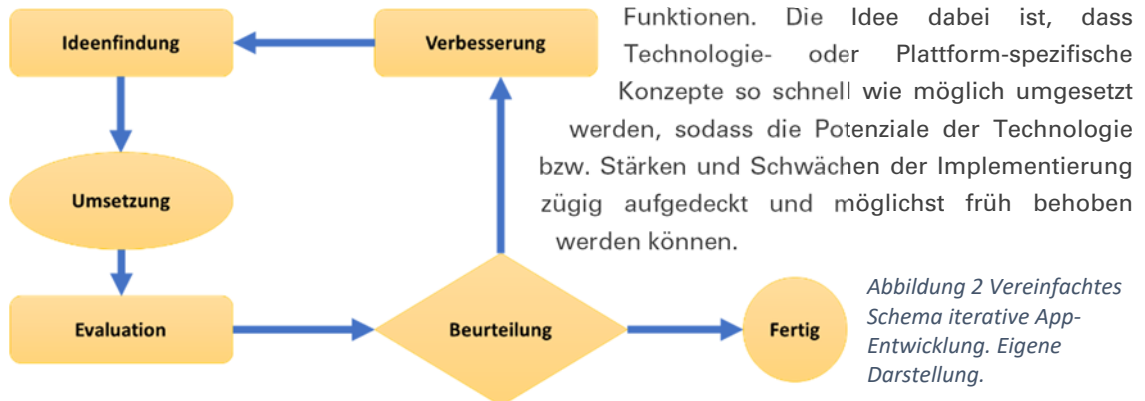 Ideenfindung
Verbesserung
Umsetzung
Evaluation
Beurteilung
Fertig
Funktionen. Die Idee dabei ist, dass
Technologie- oder Plattform-spezifische
Konzepte so schnell wie möglich umgesetzt
werden, sodass die Potenziale der Technologie
bzw. Stärken und Schwächen der Implementierung
zügig aufgedeckt und möglichst früh behoben
werden können.
Abbildung 2 Vereinfachtes
Schema iterative App-
Entwicklung. Eigene
Darstellung.